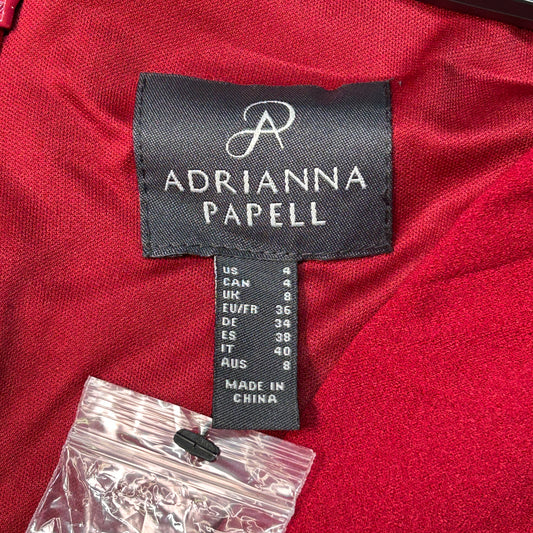 AP
ADRIANNA
PAPELL
US 4
CAN 4
UK 8
EU/FR 36
DE 34
ES 38
IT 40
AUS 8
MADE IN
CHINA